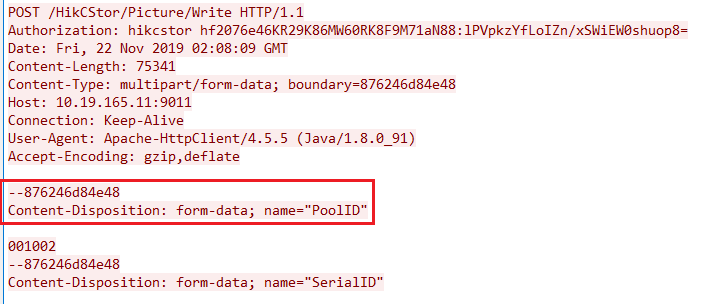 POST /HikCStor/Picture/Write HTTP/1.1
Authorization: hikcstor hf2076e46KR29K86MW60RK8F9M71aN88:lPVpkzYfLoIZn/xSWiEW0shuop8=
Date: Fri, 22 Nov 2019 02:08:09 GMT
Content-Length: 75341
Content-Type: multipart/form-data; boundary=876246d84e48
Host: 10.19.165.11:9011
Connection: Keep-Alive
User-Agent: Apache-HttpClient/4.5.5 (Java/1.8.0_91)
Accept-Encoding: gzip,deflate
--876246d84e48
Content-Disposition: form-data; name="PoolID"
001002
--876246d84e48
Content-Disposition: form-data; name="SerialID"